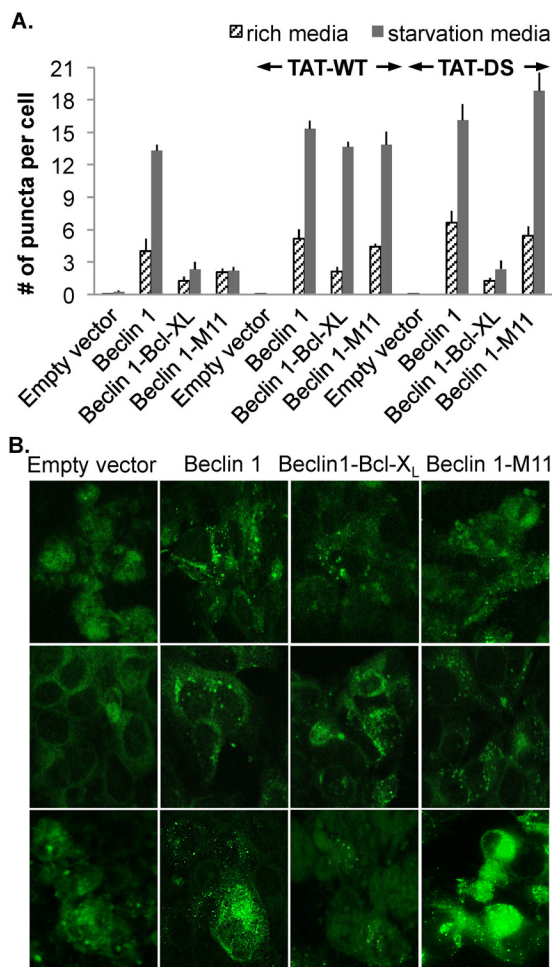 A.
rich media starvation media
TAT-WT TAT-DS
# of puncta per cell
21
18
15
12
9
6
3
0
Empty vector
Beclin 1
Beclin 1-Bcl-XL
Beclin 1-M11
Empty vector
Beclin 1
Beclin 1-Bcl-XL
Beclin 1-M11
Empty vector
Beclin 1
Beclin 1-Bcl-XL
Beclin 1-M11
B.
Empty vector Beclin 1 Beclin1-Bcl-XL Beclin 1-M11